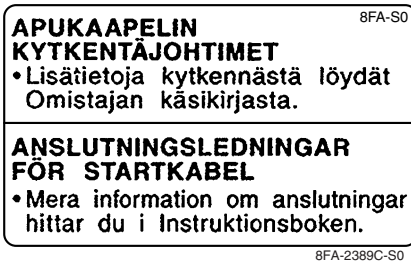 8FA-S0
APUKAAPELIN
KYTKENTÄJOHTIMET
• Lisätietoja kytkennästä löydät
Omistajan käsikirjasta.
ANSLUTNINGSLEDNINGAR
FÖR STARTKABEL
• Mera information om anslutningar
hittar du i Instruktionsboken.
8FA-2389C-S0